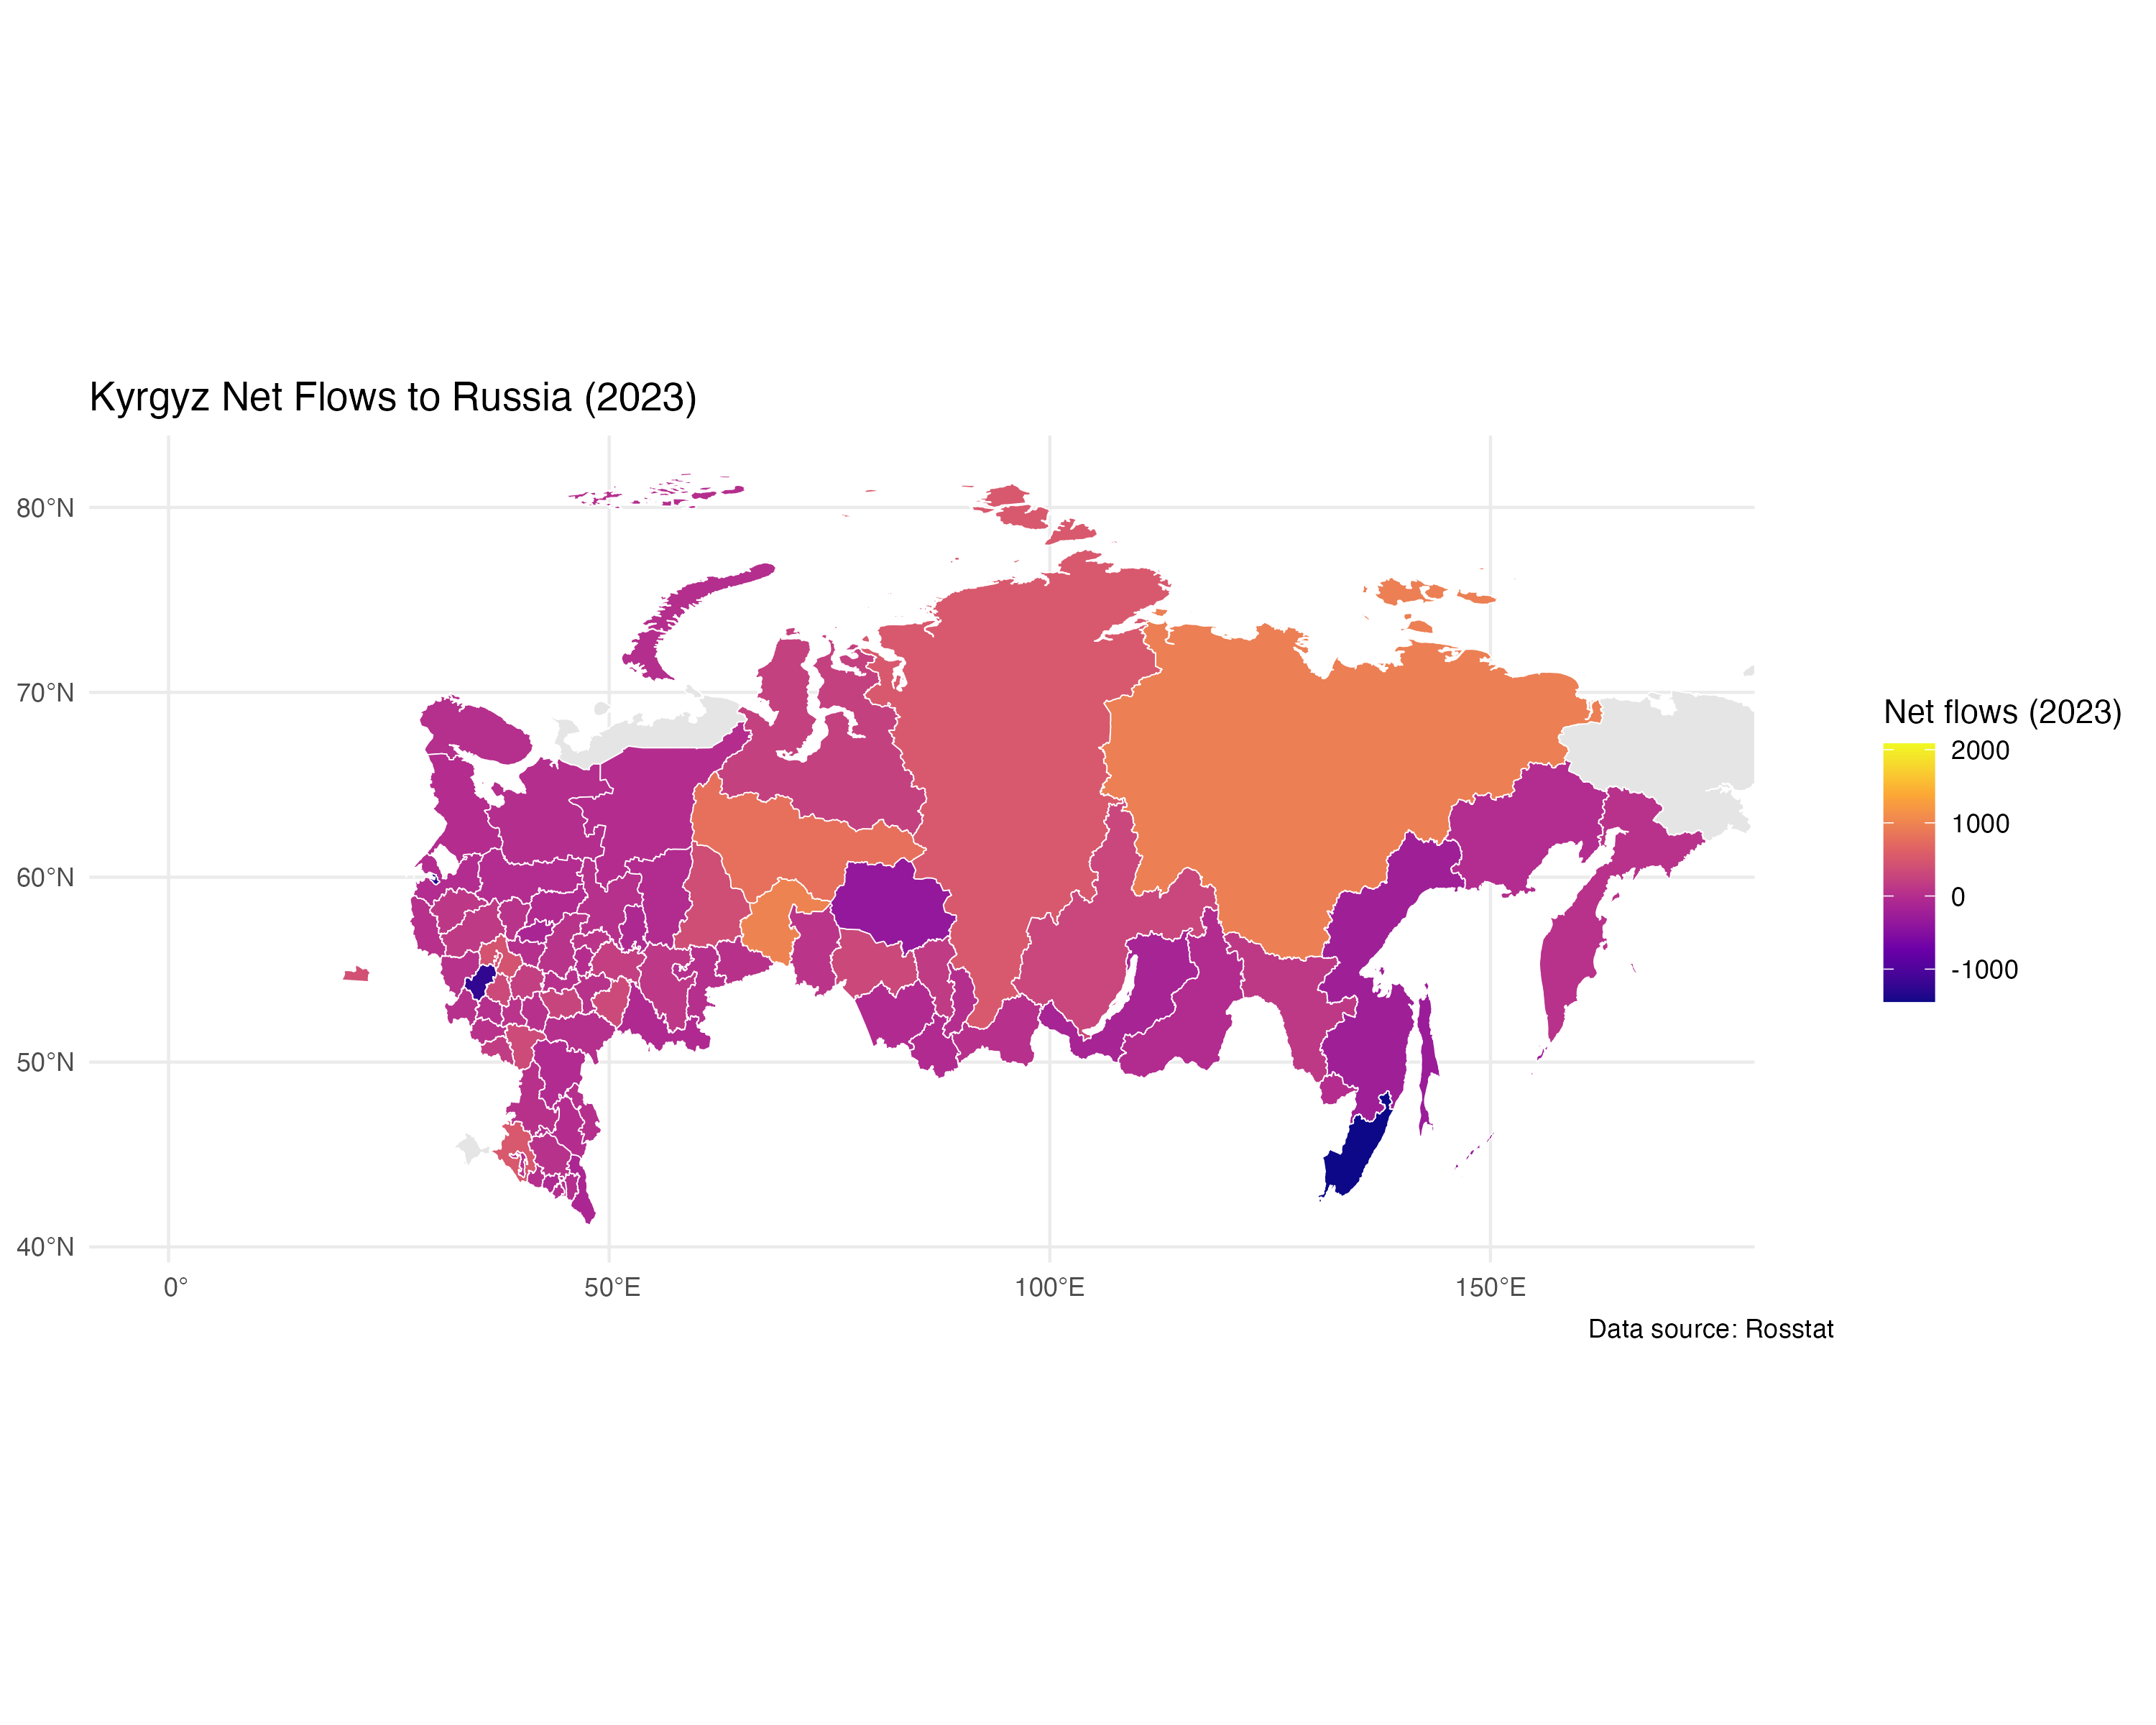 Kyrgyz Net Flows to Russia (2023)
80°N
70°N
60°N
50°N
40°N
0°
50°E
100°E
150°E
Net flows (2023)
2000
1000
0
-1000
Data source: Rosstat